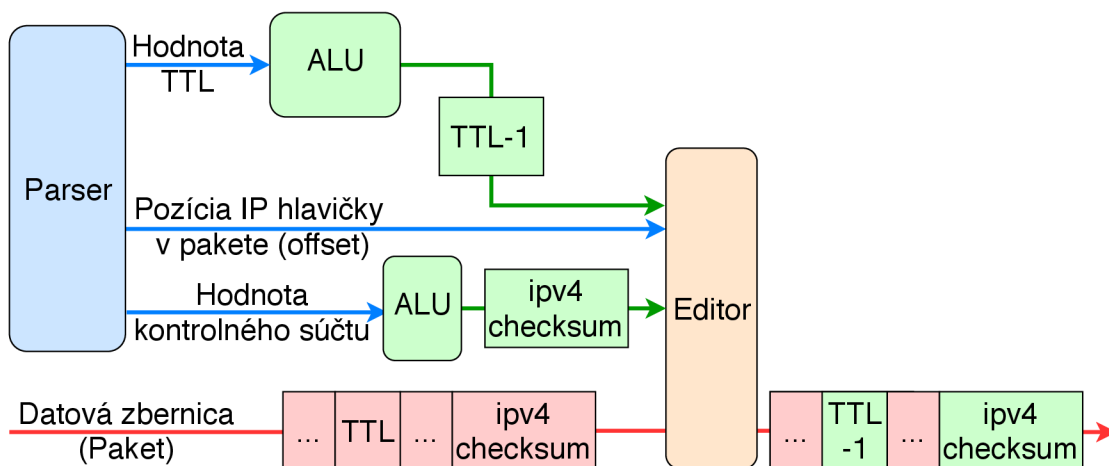 Parser
Hodnota
TTL
ALU
TTL-1
Pozícia IP hlavičky
v pakete (offset)
Hodnota
kontrolného súčtu
ALU
ipv4
checksum
Editor
Datová zbernica
(Paket)
...
TTL
...
ipv4
checksum
...
TTL
-1
...
ipv4
checksum